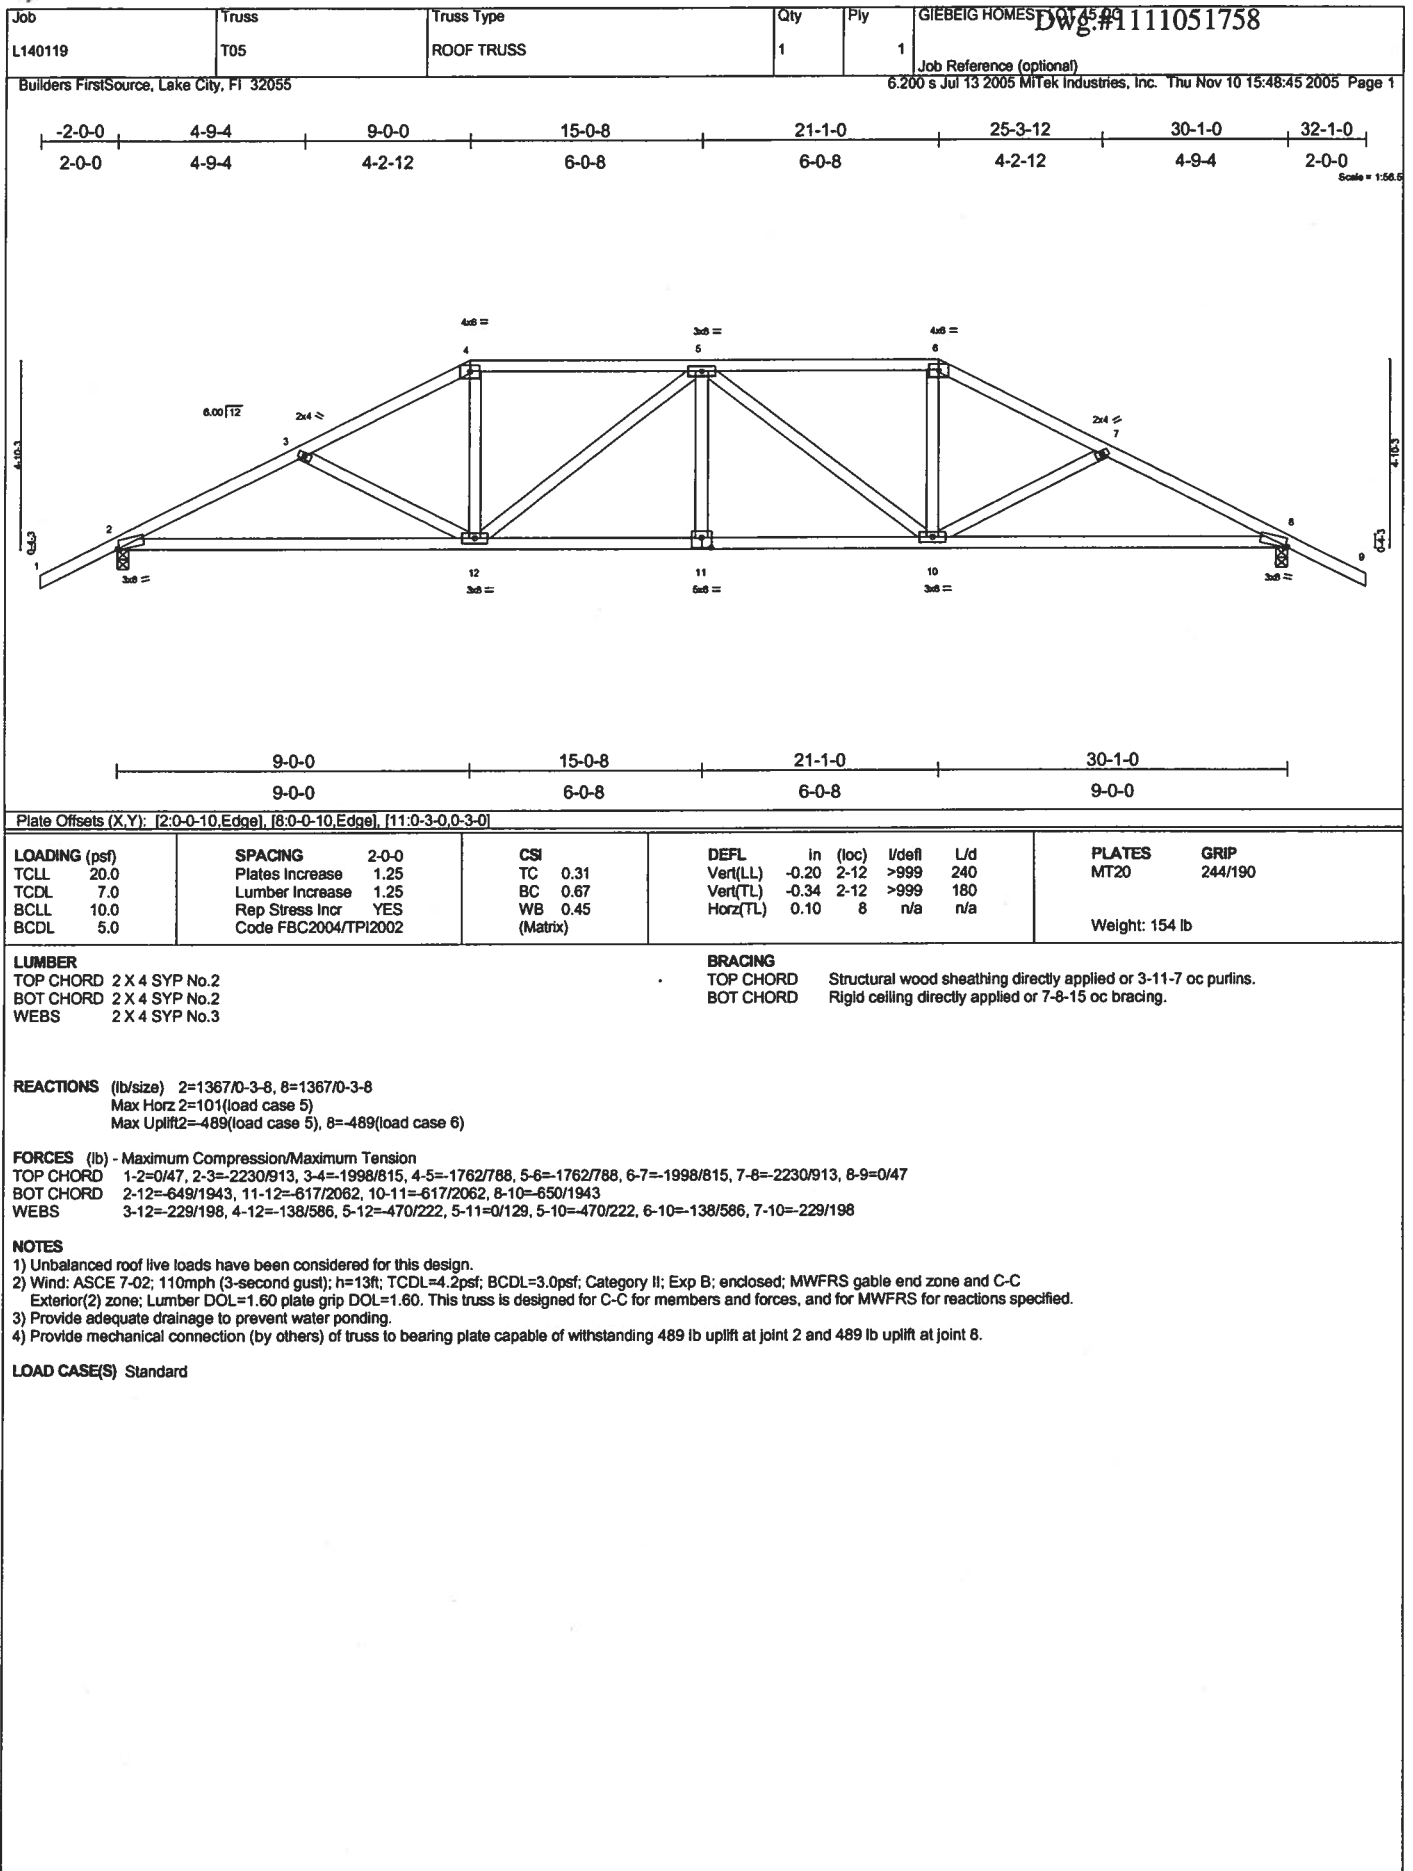 Job
Truss
Truss Type
Qty
Ply
GIEBEIG HOMES
Dwg.#1111051758
L140119
T05
ROOF TRUSS
1
1
Job Reference (optional)
Builders FirstSource, Lake City, Fl 32055
6.200 s Jul 13 2005 MiTek Industries, Inc. Thu Nov 10 15:48:45 2005 Page 1
-2-0-0 4-9-4 9-0-0 15-0-8 21-1-0 25-3-12 30-1-0 32-1-0
2-0-0 4-9-4 4-2-12 6-0-8 6-0-8 4-2-12 4-9-4 2-0-0
Scale = 1:56.5
4x6 = 3x8 = 4x6 =
4 5 6
6.00 12
2x4 2x4
3 7
4-10-3 4-10-3
2 8
0-4-3 0-4-3
1 9
3x8 = 12 11 10 3x8 =
3x8 = 5x8 = 3x8 =
9-0-0 15-0-8 21-1-0 30-1-0
9-0-0 6-0-8 6-0-8 9-0-0
Plate Offsets (X,Y): [2:0-0-10,Edge], [8:0-0-10,Edge], [11:0-3-0,0-3-0]
LOADING (psf)
TCLL 20.0
TCDL 7.0
BCLL 10.0
BCDL 5.0
SPACING 2-0-0
Plates Increase 1.25
Lumber Increase 1.25
Rep Stress Incr YES
Code FBC2004/TPI2002
CSI
TC 0.31
BC 0.67
WB 0.45
(Matrix)
DEFL in (loc) l/defl L/d
Vert(LL) -0.20 2-12 >999 240
Vert(TL) -0.34 2-12 >999 180
Horz(TL) 0.10 8 n/a n/a
PLATES GRIP
MT20 244/190
Weight: 154 lb
LUMBER
TOP CHORD 2 X 4 SYP No.2
BOT CHORD 2 X 4 SYP No.2
WEBS 2 X 4 SYP No.3
BRACING
TOP CHORD Structural wood sheathing directly applied or 3-11-7 oc purlins.
BOT CHORD Rigid ceiling directly applied or 7-8-15 oc bracing.
REACTIONS (lb/size) 2=1367/0-3-8, 8=1367/0-3-8
Max Horz 2=101(load case 5)
Max Uplift2=-489(load case 5), 8=-489(load case 6)
FORCES (lb) - Maximum Compression/Maximum Tension
TOP CHORD 1-2=0/47, 2-3=-2230/913, 3-4=-1998/815, 4-5=-1762/788, 5-6=-1762/788, 6-7=-1998/815, 7-8=-2230/913, 8-9=0/47
BOT CHORD 2-12=-649/1943, 11-12=-617/2062, 10-11=-617/2062, 8-10=-650/1943
WEBS 3-12=-229/198, 4-12=-138/586, 5-12=-470/222, 5-11=0/129, 5-10=-470/222, 6-10=-138/586, 7-10=-229/198
NOTES
1) Unbalanced roof live loads have been considered for this design.
2) Wind: ASCE 7-02; 110mph (3-second gust); h=13ft; TCDL=4.2psf; BCDL=3.0psf; Category II; Exp B; enclosed; MWFRS gable end zone and C-C
Exterior(2) zone; Lumber DOL=1.60 plate grip DOL=1.60. This truss is designed for C-C for members and forces, and for MWFRS for reactions specified.
3) Provide adequate drainage to prevent water ponding.
4) Provide mechanical connection (by others) of truss to bearing plate capable of withstanding 489 lb uplift at joint 2 and 489 lb uplift at joint 8.
LOAD CASE(S) Standard